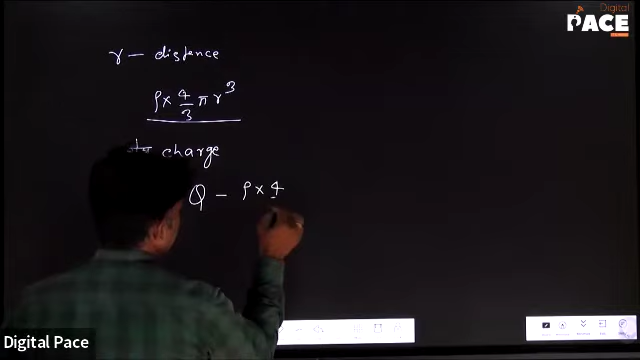 Digital
PACE
r — distance
ρ × 4/3 π r³
charge
Q — ρ × 4
Digital Pace